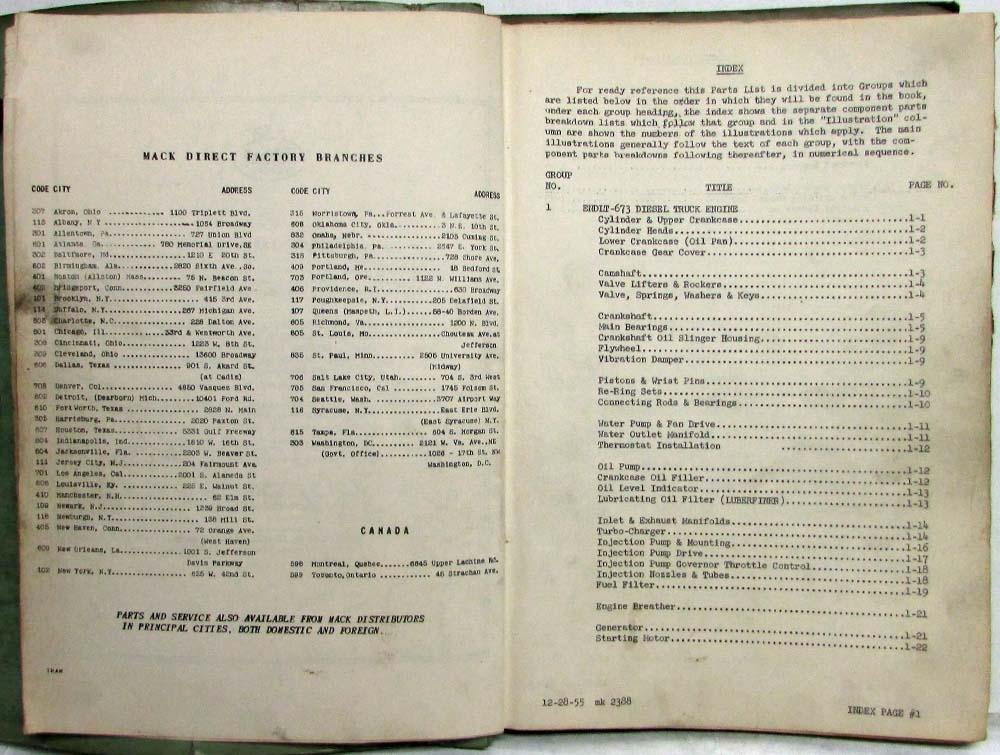 MACK DIRECT FACTORY BRANCHES
CODE CITY ADDRESS
307 Akron, Ohio ............ 1100 Triplett Blvd.
115 Albany, N Y ............ 1054 Broadway
301 Allentown, Pa........... 727 Union Blvd
601 Atlanta, Ga............. 780 Memorial Drive,SE
302 Baltimore, Md........... 1210 E 20th St.
602 Birmingham, Ala......... 2820 Sixth Ave. So.
401 Boston (Allston) Mass... 75 No Beacon St.
402 Bridgeport, Conn........ 3250 Fairfield Ave.
101 Brooklyn, N.Y........... 415 3rd Ave.
114 Buffalo, N.Y............ 287 Michigan Ave.
Charlotte, N.C.......... 228 Dalton Ave.
801 Chicago, Ill............ 33rd & Wentworth Ave.
308 Cincinnati, Ohio........ 1223 W. 8th St.
309 Cleveland, Ohio ........ 13600 Broadway
606 Dallas, Texas .......... 901 S. Akard St.
(at Cadiz)
708 Denver, Col............. 4850 Vasquez Blvd.
802 Detroit, (Dearborn) Mich.... 10401 Ford Rd.
610 Fort Worth, Texas ...... 2828 N. Main
305 Harrisburg, Pa.......... 2020 Paxton St.
607 Houston, Texas.......... 5331 Gulf Freeway
804 Indianapolis, Ind....... 1810 W. 16th St.
604 Jacksonville, Fla. ..... 2203 W. Beaver St.
111 Jersey City, N.J........ 204 Fairmount Ave
701 Los Angeles, Cal........ 2001 S. Alameda St
Louisville, Ky. ........ 225 E. Walnut St.
410 Manchester, N.H......... 62 Elm St.
109 Newark, N.J............. 1239 Broad St.
118 Newburgh, N.Y........... 138 Mill St.
405 New Haven, Conn......... 72 Orange Ave.
(West Haven)
609 New Orleans, La......... 1001 S. Jefferson
Davis Parkway
102 New York, N.Y........... 625 W. 42nd St.
CODE CITY ADDRESS
Norristown, Pa...Forrest Ave. & Lafayette St.
608 Oklahoma City, Okla......... 3 N.E. 10th St.
832 Omaha, Nebr. ........... 2105 Cuming St.
304 Philadelphia, Pa. ...... 2547 E. York St.
315 Pittsburgh, Pa.......... 728 Shore Ave.
409 Portland, Me............ 18 Bedford St
703 Portland, Ore. ......... 1122 N. Williams Ave.
406 Providence, R.I......... 630 Broadway
117 Poughkeepsie, N.Y....... 205 Delafield St.
107 Queens (Maspeth, L.I.).. 56-40 Borden Ave.
605 Richmond, Va............ 1200 N. Blvd.
805 St. Louis, Mo........... Chouteau Ave.at
Jefferson
835 St. Paul, Minn.......... 2505 University Ave.
(Midway)
706 Salt Lake City, Utah........ 704 S. 3rd West
705 San Francisco, Cal ..... 1745 Folsom St.
704 Seattle, Wash. ......... 3707 Airport Way
116 Syracuse, N.Y........... East Erie Blvd.
(East Syracuse) N.Y.
615 Tampa, Fla.............. 604 S. Morgan St.
303 Washington, DC.......... 2121 W. Va. Ave.,NE
(Govt. Office).......... 1026 - 17th St. NW
Washington, D.C.
CANADA
598 Montreal, Quebec........ 6845 Upper Lachine Rd.
599 Toronto, Ontario ....... 45 Strachan Ave.
PARTS AND SERVICE ALSO AVAILABLE FROM MACK DISTRIBUTORS
IN PRINCIPAL CITIES, BOTH DOMESTIC AND FOREIGN...
INDEX
For ready reference this Parts List is divided into Groups which
are listed below in the order in which they will be found in the book,
under each group heading, the index shows the separate component parts
breakdown lists which follow that group and in the "Illustration" col-
umn are shown the numbers of the illustrations which apply. The main
illustrations generally follow the text of each group, with the com-
ponent parts breakdowns following thereafter, in numerical sequence.
GROUP
NO. TITLE PAGE NO.
1 ENDLT-673 DIESEL TRUCK ENGINE
Cylinder & Upper Crankcase..............1-1
Cylinder Heads..............1-2
Lower Crankcase (Oil Pan)..............1-2
Crankcase Gear Cover..............1-3
Camshaft..............1-3
Valve Lifters & Rockers..............1-4
Valve, Springs, Washers & Keys..............1-4
Crankshaft..............1-5
Main Bearings..............1-5
Crankshaft Oil Slinger Housing..............1-9
Flywheel..............1-9
Vibration Damper..............1-9
Pistons & Wrist Pins..............1-9
Re-Ring Sets..............1-10
Connecting Rods & Bearings..............1-10
Water Pump & Fan Drive..............1-11
Water Outlet Manifold..............1-11
Thermostat Installation ..............1-12
Oil Pump..............1-12
Crankcase Oil Filler..............1-12
Oil Level Indicator..............1-13
Lubricating Oil Filter (LUBERFINER)..............1-13
Inlet & Exhaust Manifolds..............1-14
Turbo-Charger..............1-14
Injection Pump & Mounting..............1-16
Injection Pump Drive..............1-17
Injection Pump Governor Throttle Control..............1-18
Injection Nozzles & Tubes..............1-18
Fuel Filter..............1-19
Engine Breather..............1-21
Generator..............1-21
Starting Motor..............1-22
12-28-55 mk 2388
INDEX PAGE #1